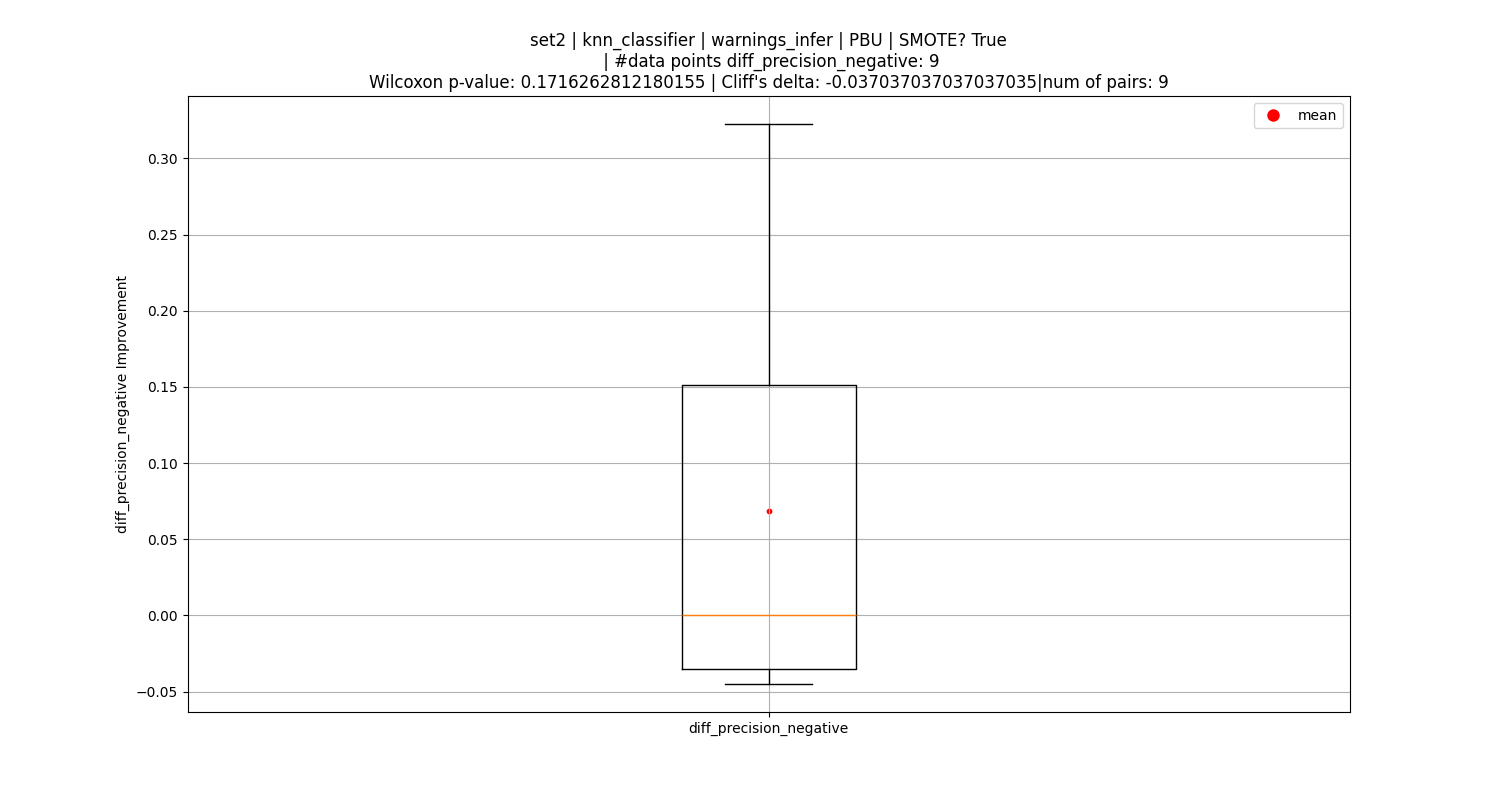 set2 | knn_classifier | warnings_infer | PBU | SMOTE? True
| #data points diff_precision_negative: 9
Wilcoxon p-value: 0.1716262812180155 | Cliff's delta: -0.037037037037037035|num of pairs: 9
mean
0.30
0.25
0.20
0.15
0.10
0.05
0.00
−0.05
diff_precision_negative Improvement
diff_precision_negative